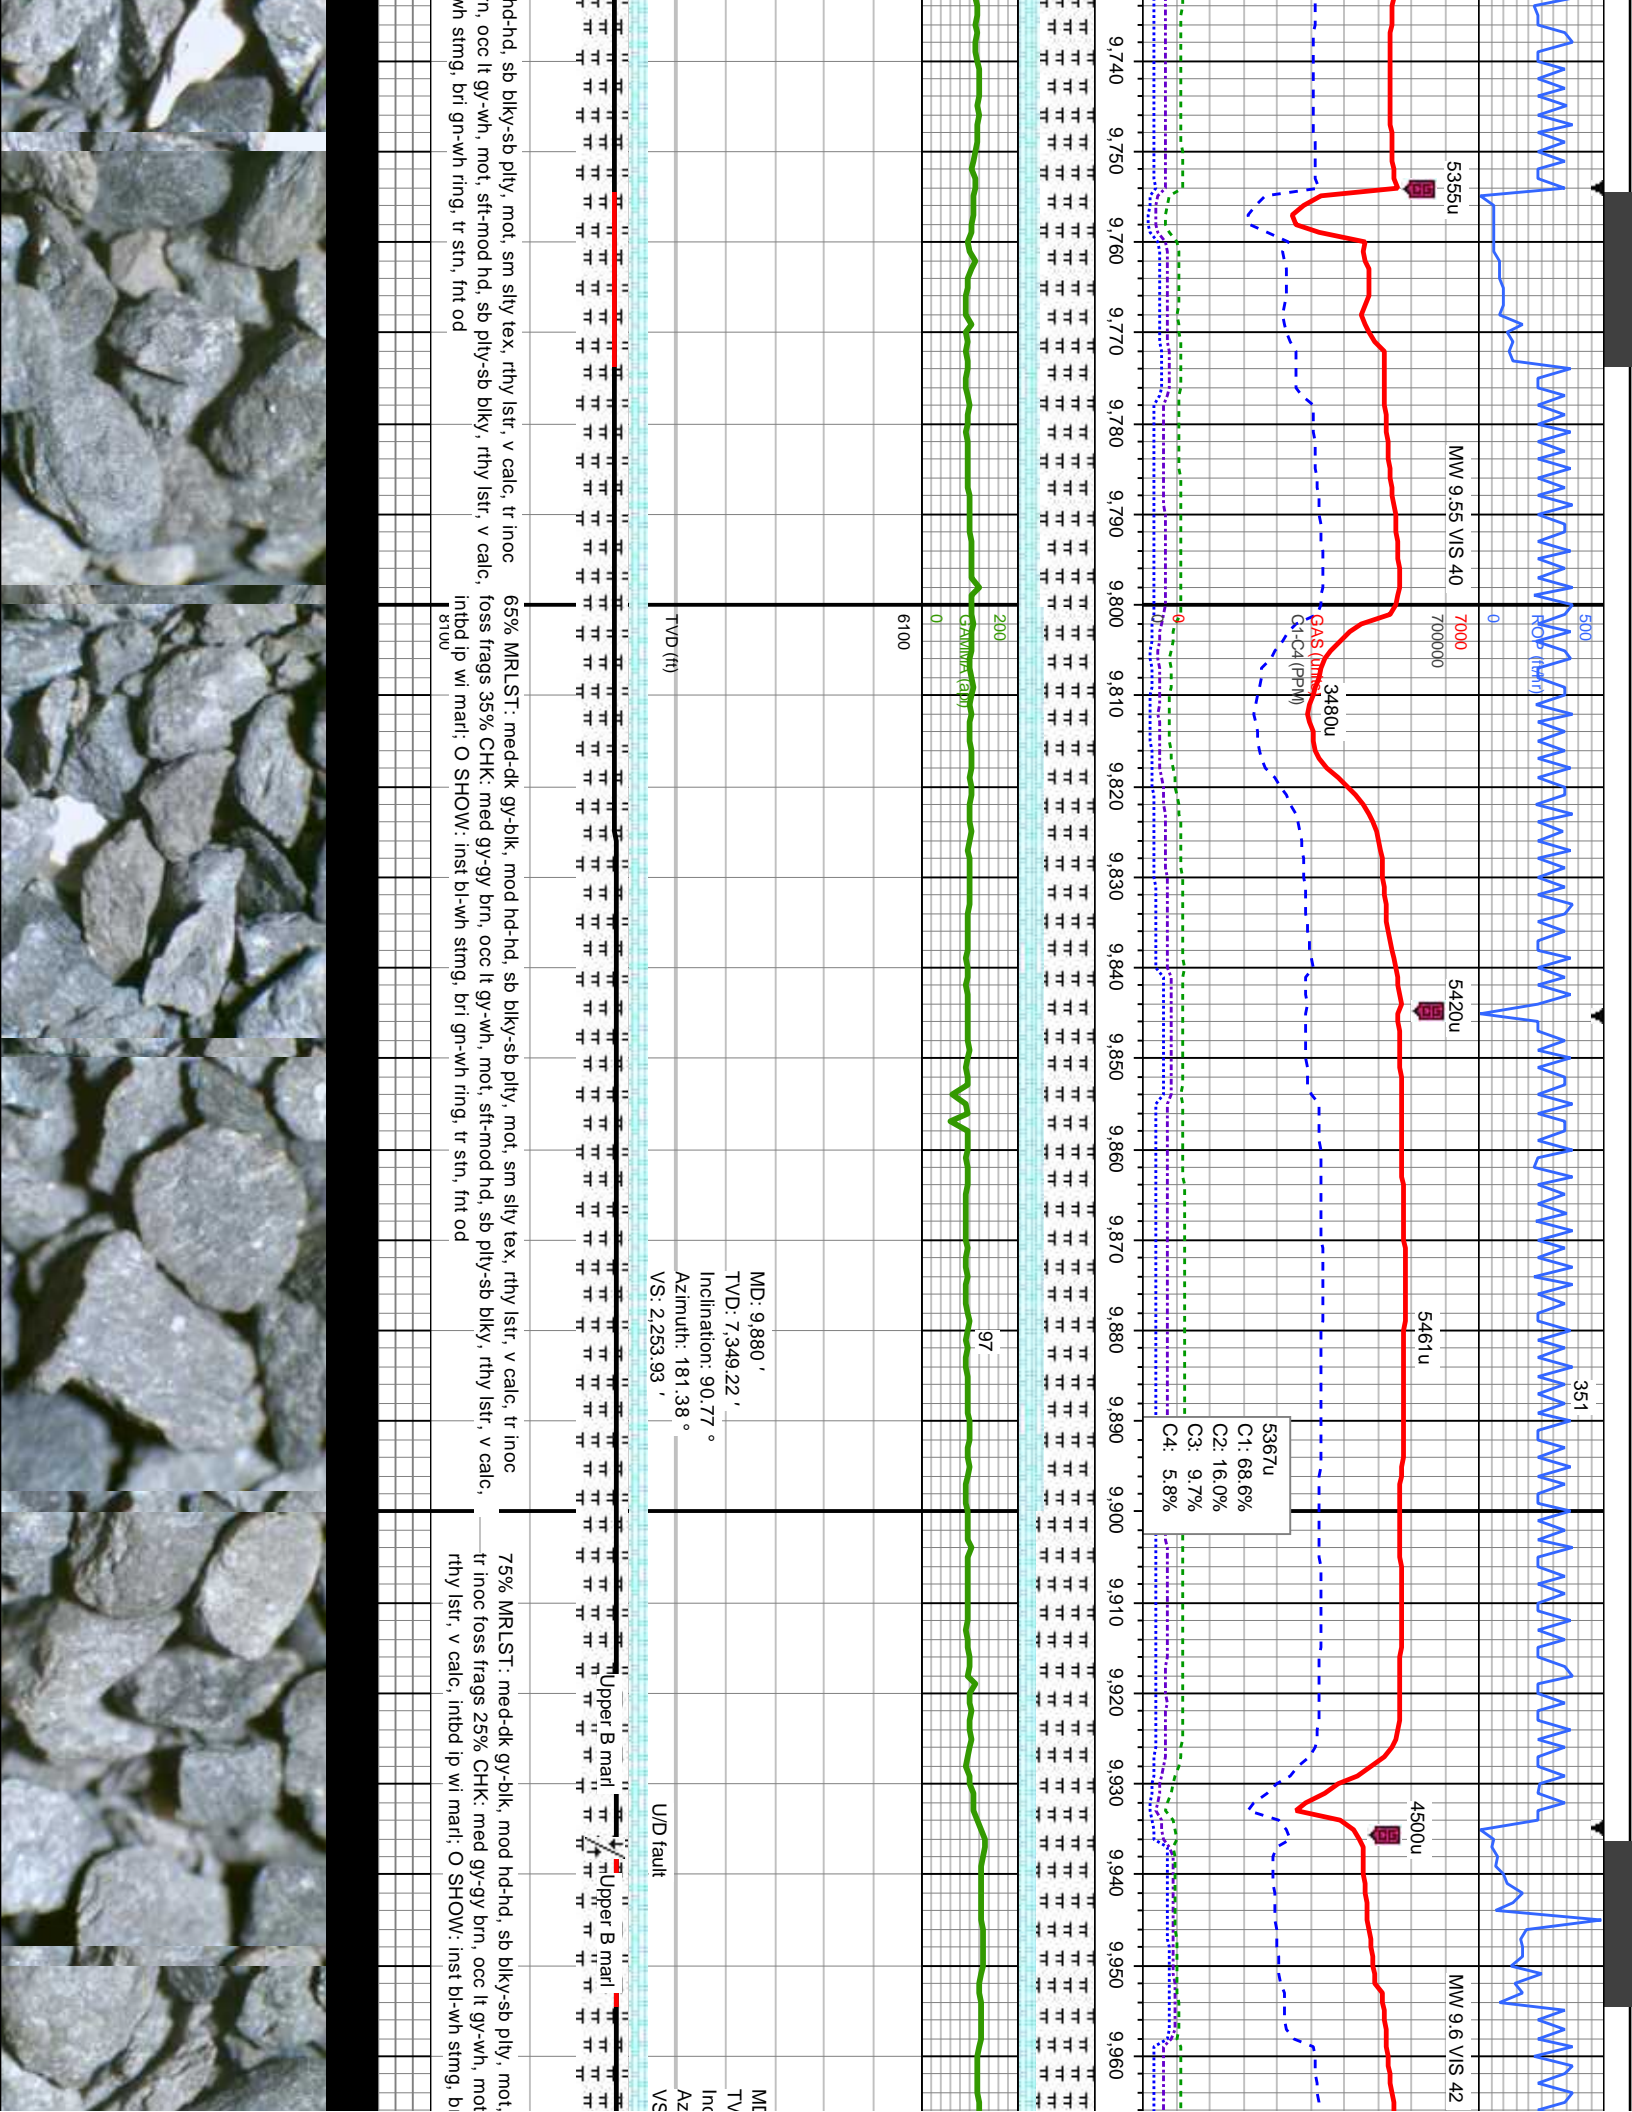 500
ROP (ft/hr)
0
351
7000
70000
GAS (units)
C1-C4 (PPM)
0
5355u
MW 9.55 VIS 40
3480u
5420u
5461u
5367u
C1: 68.6%
C2: 16.0%
C3: 9.7%
C4: 5.8%
4500u
MW 9.6 VIS 42
9,740 9,750 9,760 9,770 9,780 9,790 9,800 9,810 9,820 9,830 9,840 9,850 9,860 9,870 9,880 9,890 9,900 9,910 9,920 9,930 9,940 9,950 9,960
200
GAMMA (api)
0
97
6100
TVD (ft)
8100
MD: 9,880 '
TVD: 7,349.22 '
Inclination: 90.77 °
Azimuth: 181.38 °
VS: 2,253.93 '
MD
TV
Inc
Az
VS
U/D fault
Upper B marl
Upper B marl
hd-hd, sb blky-sb plty, mot, sm slty tex, rthy lstr, v calc, tr inoc
rn, occ lt gy-wh, mot, sft-mod hd, sb plty-sb blky, rthy lstr, v calc,
wh stmg, bri gn-wh ring, tr stn, fnt od
65% MRLST: med-dk gy-blk, mod hd-hd, sb blky-sb plty, mot, sm slty tex, rthy lstr, v calc, tr inoc
foss frags 35% CHK: med gy-gy brn, occ lt gy-wh, mot, sft-mod hd, sb plty-sb blky, rthy lstr, v calc,
intbd ip wi marl; O SHOW: inst bl-wh stmg, bri gn-wh ring, tr stn, fnt od
75% MRLST: med-dk gy-blk, mod hd-hd, sb blky-sb plty, mot,
tr inoc foss frags 25% CHK: med gy-gy brn, occ lt gy-wh, mot
rthy lstr, v calc, intbd ip wi marl; O SHOW: inst bl-wh stmg, b